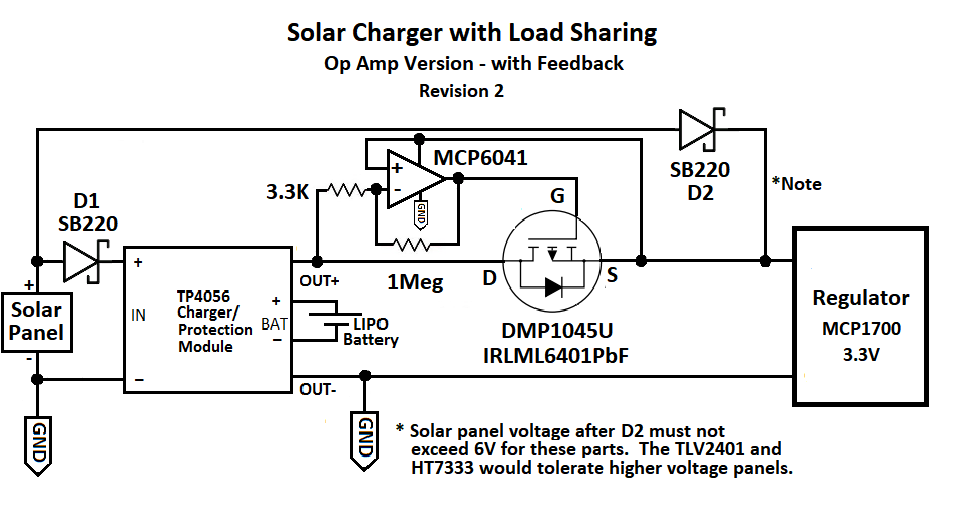 Solar Charger with Load Sharing
Op Amp Version - with Feedback
Revision 2
MCP6041
+
-
GND
3.3K
1Meg
G
D
S
DMP1045U
IRLML6401PbF
SB220
D2
*Note
D1
SB220
+
Solar
Panel
-
+
IN
−
TP4056
Charger/
Protection
Module
BAT
+
−
OUT+
OUT-
LIPO
Battery
Regulator
MCP1700
3.3V
GND
GND
* Solar panel voltage after D2 must not
exceed 6V for these parts. The TLV2401 and
HT7333 would tolerate higher voltage panels.